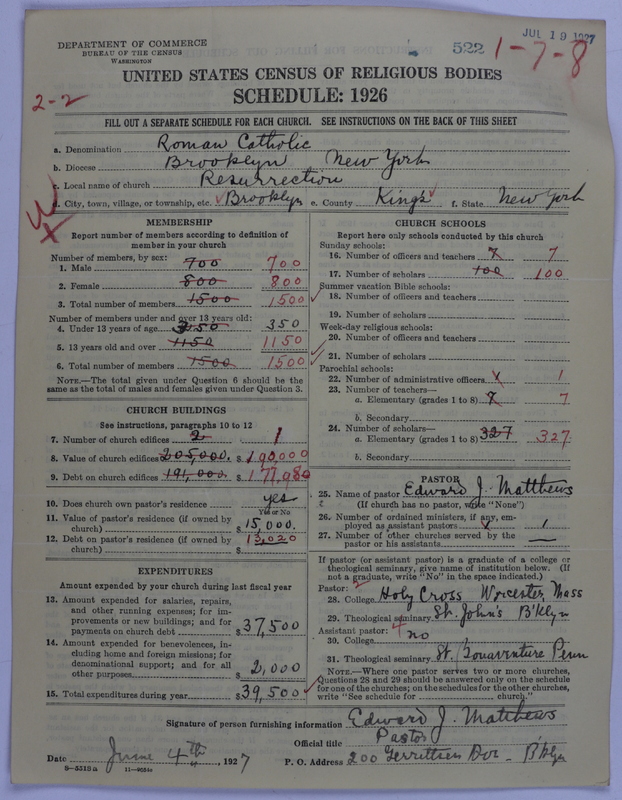 DEPARTMENT OF COMMERCE
BUREAU OF THE CENSUS
WASHINGTON
522
JUL 19 1927
1-7-8
UNITED STATES CENSUS OF RELIGIOUS BODIES
SCHEDULE: 1926
2-2
FILL OUT A SEPARATE SCHEDULE FOR EACH CHURCH. SEE INSTRUCTIONS ON THE BACK OF THIS SHEET
a. Denomination Roman Catholic
b. Diocese Brooklyn New York
c. Local name of church Resurrection
d. City, town, village, or township, etc. Brooklyn e. County Kings f. State New York
MEMBERSHIP
Report number of members according to definition of
member in your church
Number of members, by sex:
1. Male 700 700
2. Female 800 800
3. Total number of members 1500 1500
Number of members under and over 13 years old:
4. Under 13 years of age 350 350
5. 13 years old and over 1150 1150
6. Total number of members 1500 1500
NOTE.—The total given under Question 6 should be the
same as the total of males and females given under Question 3.
CHURCH BUILDINGS
See instructions, paragraphs 10 to 12
7. Number of church edifices 2 1
8. Value of church edifices 205,000. $ 190000
9. Debt on church edifices 191,000. $ 177,980
10. Does church own pastor's residence yes
Yes or No
11. Value of pastor's residence (if owned by
church) $ 15,000.
12. Debt on pastor's residence (if owned by
church) $ 13,020
EXPENDITURES
Amount expended by your church during last fiscal year
13. Amount expended for salaries, repairs,
and other running expenses; for im-
provements or new buildings; and for
payments on church debt $ 37,500
14. Amount expended for benevolences, in-
cluding home and foreign missions; for
denominational support; and for all
other purposes $ 2,000
15. Total expenditures during year $ 39,500
CHURCH SCHOOLS
Report here only schools conducted by this church
Sunday schools:
16. Number of officers and teachers 7 7
17. Number of scholars 100 100
Summer vacation Bible schools:
18. Number of officers and teachers
19. Number of scholars
Week-day religious schools:
20. Number of officers and teachers
21. Number of scholars
Parochial schools:
22. Number of administrative officers 1
23. Number of teachers—
a. Elementary (grades 1 to 8) 7 7
b. Secondary
24. Number of scholars—
a. Elementary (grades 1 to 8) 327 327
b. Secondary
PASTOR
25. Name of pastor Edward J. Matthews
(If church has no pastor, write "None")
26. Number of ordained ministers, if any, em-
ployed as assistant pastors 1
27. Number of other churches served by the
pastor or his assistants —
If pastor (or assistant pastor) is a graduate of a college or
theological seminary, give name of institution below. (If
not a graduate, write "No" in the space indicated.)
Pastor:
28. College Holy Cross Worcester, Mass
29. Theological seminary St. John's B'klyn
Assistant pastor:
30. College no
31. Theological seminary St. Bonaventure Penn
NOTE.—Where one pastor serves two or more churches,
Questions 28 and 29 should be answered only on the schedule
for one of the churches; on the schedules for the other churches,
write "See schedule for church.")
Signature of person furnishing information Edward J. Matthews
Official title Pastor
Date June 4th, 1927 P. O. Address 200 Gerrittsen Ave - B'klyn
8-5518a